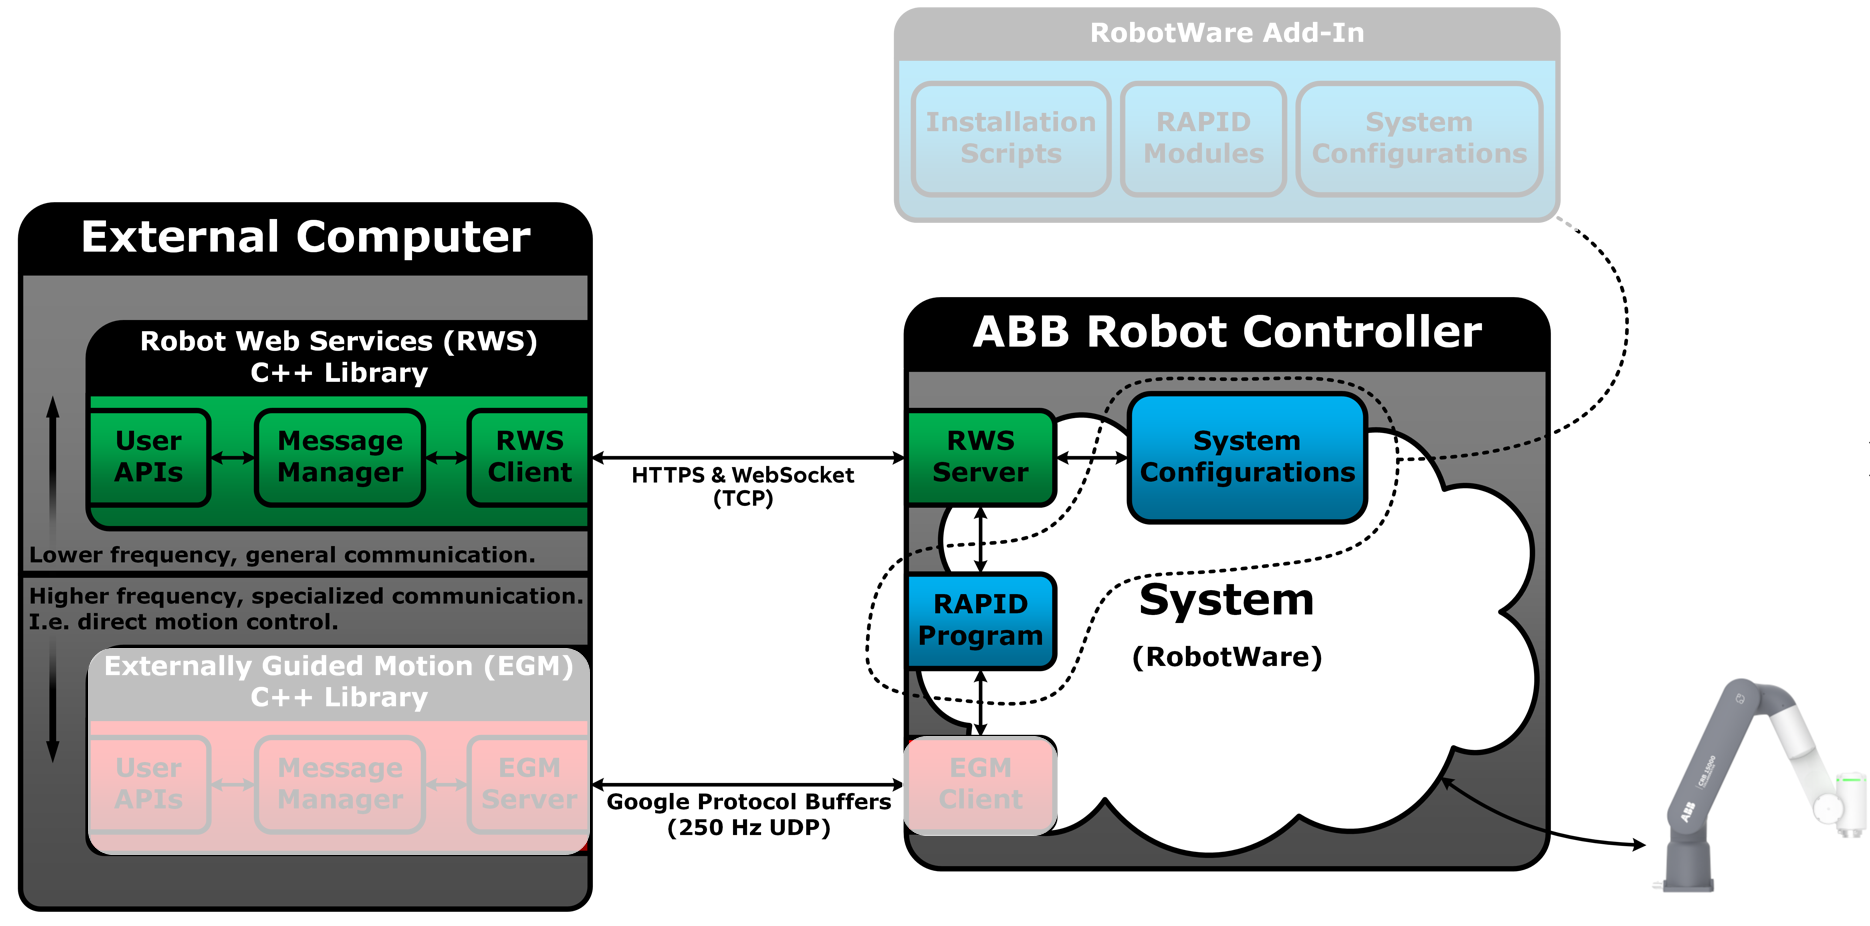 RobotWare Add-In
Installation
Scripts
RAPID
Modules
System
Configurations
External Computer
Robot Web Services (RWS)
C++ Library
User
APIs
Message
Manager
RWS
Client
Lower frequency, general communication.
Higher frequency, specialized communication.
I.e. direct motion control.
Externally Guided Motion (EGM)
C++ Library
User
APIs
Message
Manager
EGM
Server
HTTPS & WebSocket
(TCP)
Google Protocol Buffers
(250 Hz UDP)
ABB Robot Controller
RWS
Server
System
Configurations
RAPID
Program
EGM
Client
System
(RobotWare)
ABB
CRB 15000